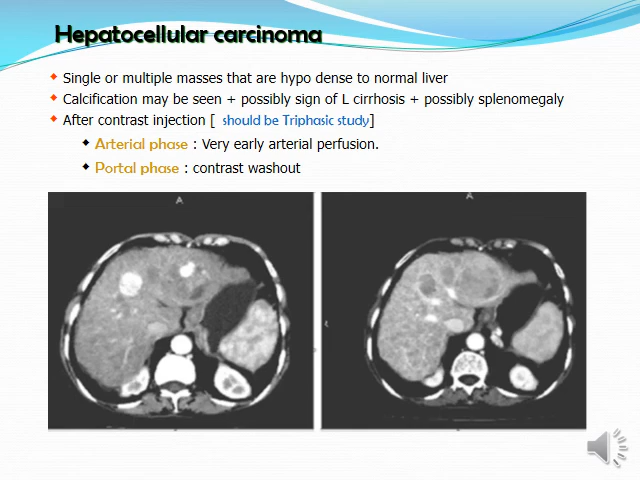 Hepatocellular carcinoma
Single or multiple masses that are hypo dense to normal liver
Calcification may be seen + possibly sign of L cirrhosis + possibly splenomegaly
After contrast injection [ should be Triphasic study]
Arterial phase : Very early arterial perfusion.
Portal phase : contrast washout
A
A